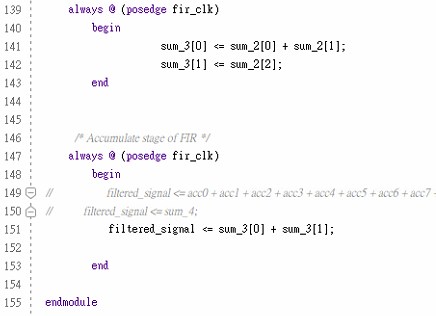 139 always @ (posedge fir_clk)
140 begin
141 sum_3[0] <= sum_2[0] + sum_2[1];
142 sum_3[1] <= sum_2[2];
143 end
144
145
146 /* Accumulate stage of FIR */
147 always @ (posedge fir_clk)
148 begin
149 // filtered_signal <= acc0 + acc1 + acc2 + acc3 + acc4 + acc5 + acc6 + acc7 -
150 // filtered_signal <= sum_4;
151 filtered_signal <= sum_3[0] + sum_3[1];
152
153 end
154
155 endmodule